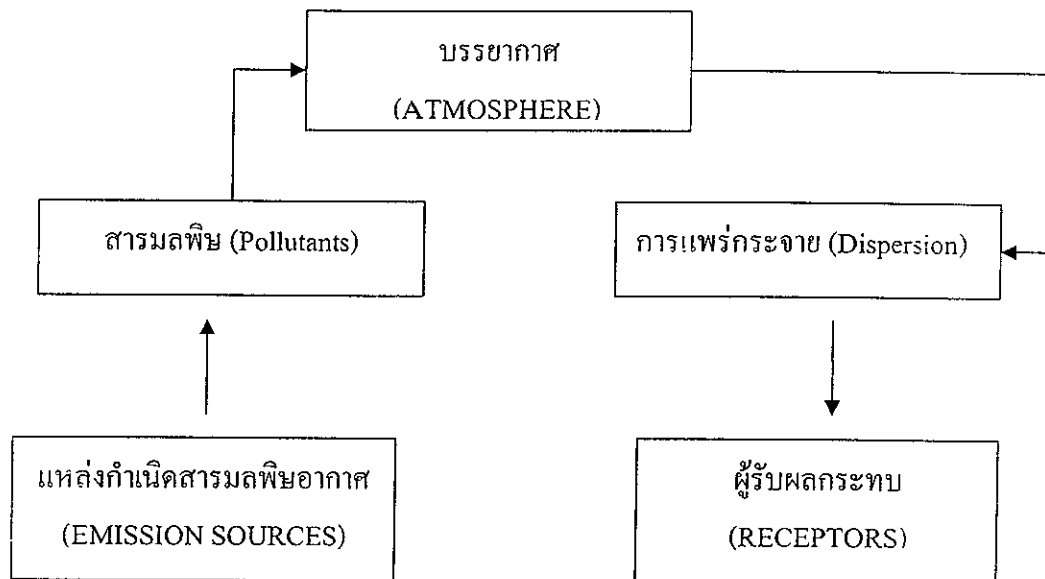 บรรยากาศ
(ATMOSPHERE)
สารมลพิษ (Pollutants)
การแพร่กระจาย (Dispersion)
แหล่งกำเนิดสารมลพิษอากาศ
(EMISSION SOURCES)
ผู้รับผลกระทบ
(RECEPTORS)